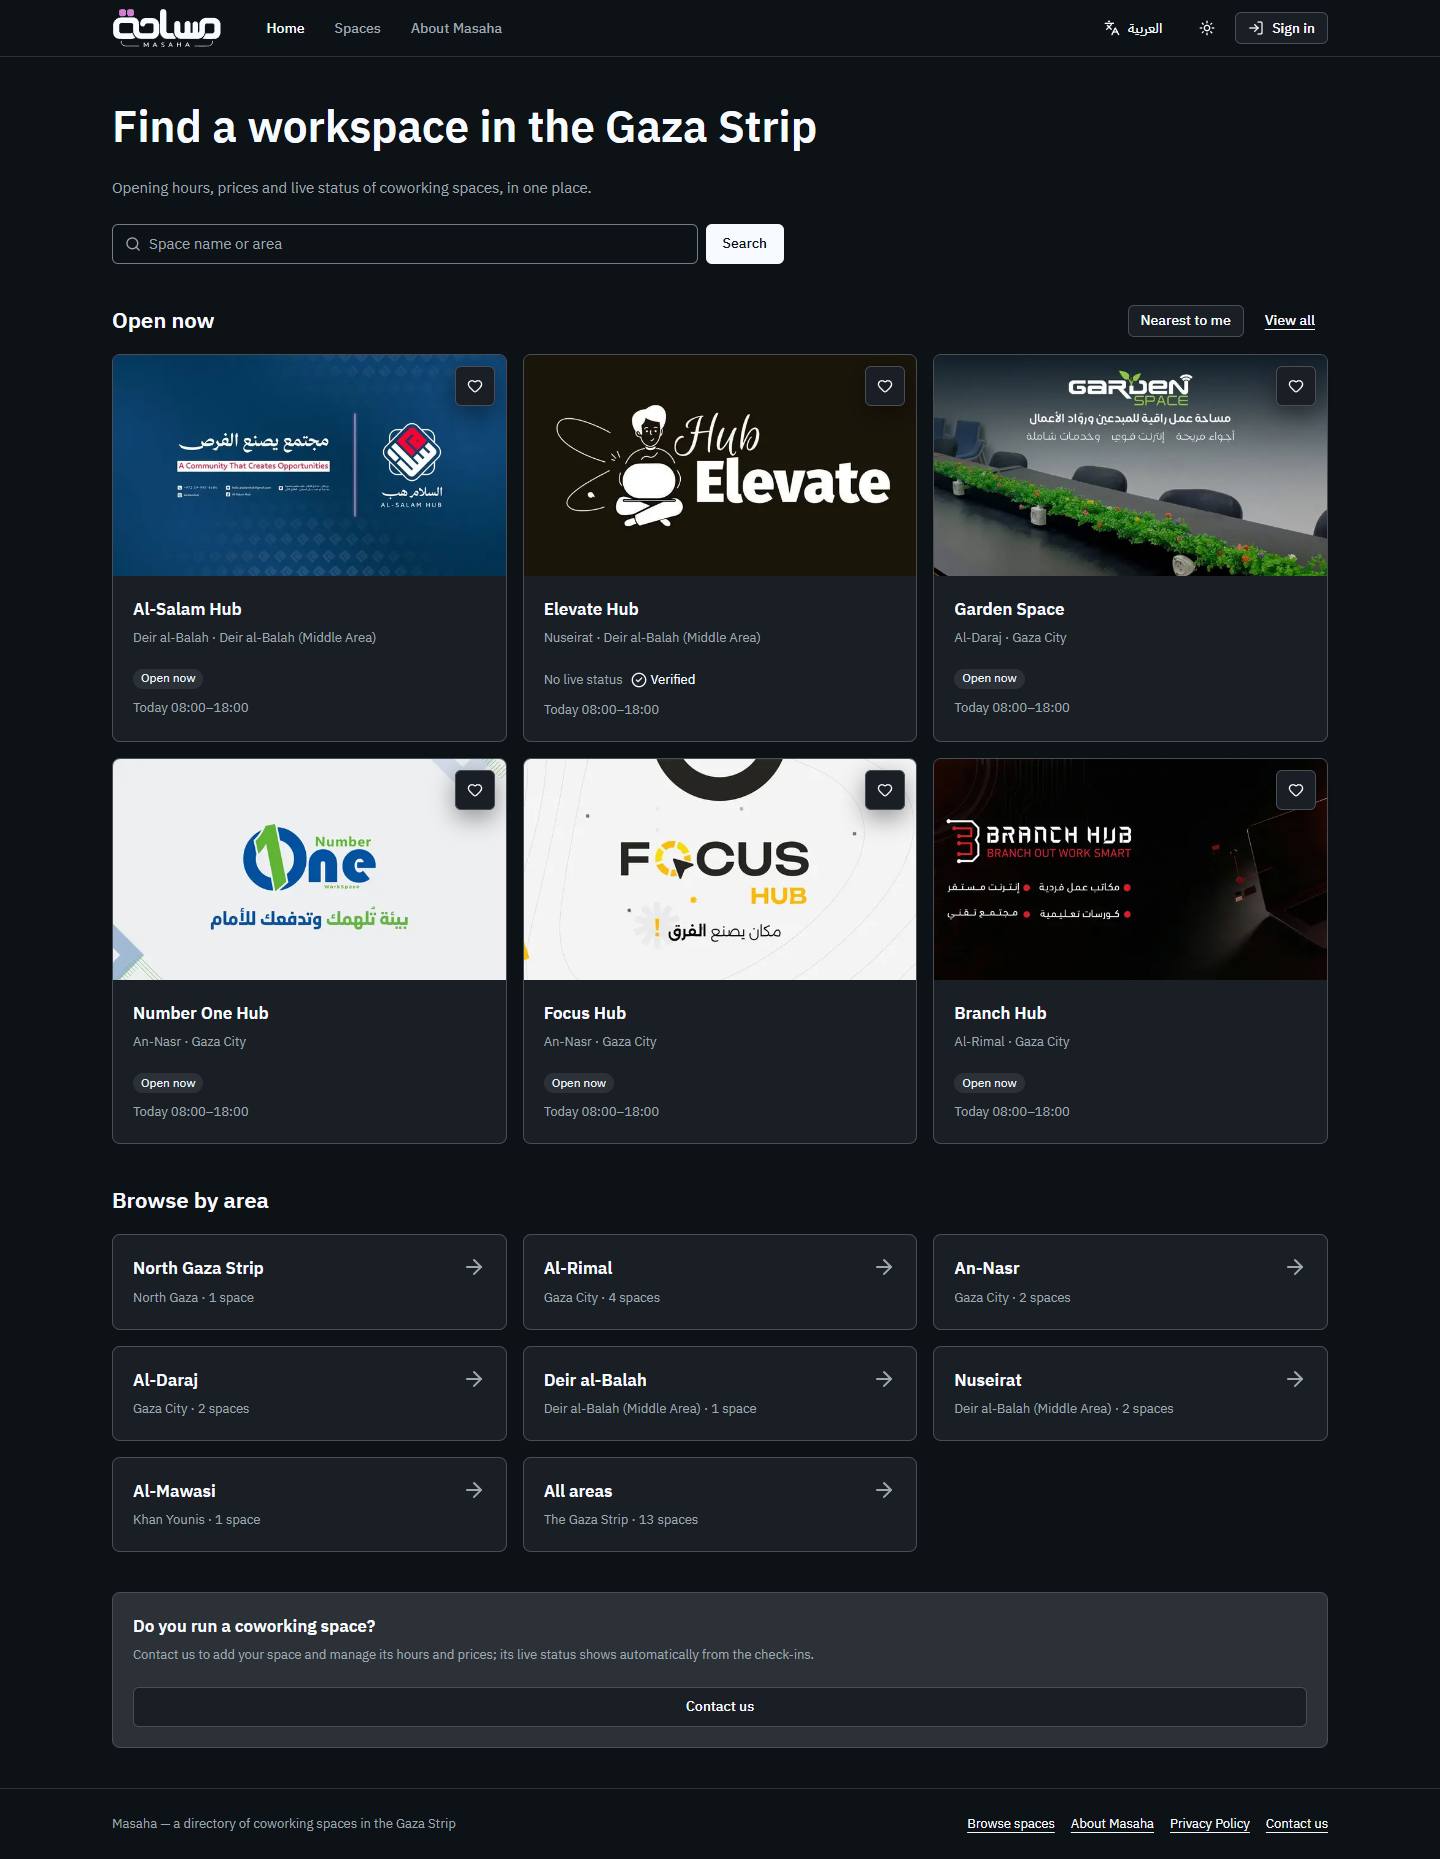 مساحة
MASAHA
Home
Spaces
About Masaha
العربية
Sign in
Find a workspace in the Gaza Strip
Opening hours, prices and live status of coworking spaces, in one place.
Space name or area
Search
Open now
Nearest to me
View all
مجتمع يصنع الفرص
A Community That Creates Opportunities
السلام هب
AL-SALAM HUB
Al-Salam Hub
Deir al-Balah · Deir al-Balah (Middle Area)
Open now
Today 08:00–18:00
Hub
Elevate
Elevate Hub
Nuseirat · Deir al-Balah (Middle Area)
No live status
Verified
Today 08:00–18:00
GARDEN
SPACE
مساحة عمل راقية للمبدعين وروّاد الأعمال
أجواء مريحة إنترنت قوي وخدمات شاملة
Garden Space
Al-Daraj · Gaza City
Open now
Today 08:00–18:00
Number
One
WorkSpace
بيئة تُلهمك وتدفعك للأمام
Number One Hub
An-Nasr · Gaza City
Open now
Today 08:00–18:00
FOCUS
HUB
مكان يصنع الفرق !
Focus Hub
An-Nasr · Gaza City
Open now
Today 08:00–18:00
BRANCH HUB
BRANCH OUT WORK SMART
مكاتب عمل فردية
إنترنت مستقر
كورسات تعليمية
مجتمع تقني
Branch Hub
Al-Rimal · Gaza City
Open now
Today 08:00–18:00
Browse by area
North Gaza Strip
North Gaza · 1 space
Al-Rimal
Gaza City · 4 spaces
An-Nasr
Gaza City · 2 spaces
Al-Daraj
Gaza City · 2 spaces
Deir al-Balah
Deir al-Balah (Middle Area) · 1 space
Nuseirat
Deir al-Balah (Middle Area) · 2 spaces
Al-Mawasi
Khan Younis · 1 space
All areas
The Gaza Strip · 13 spaces
Do you run a coworking space?
Contact us to add your space and manage its hours and prices; its live status shows automatically from the check-ins.
Contact us
Masaha — a directory of coworking spaces in the Gaza Strip
Browse spaces
About Masaha
Privacy Policy
Contact us